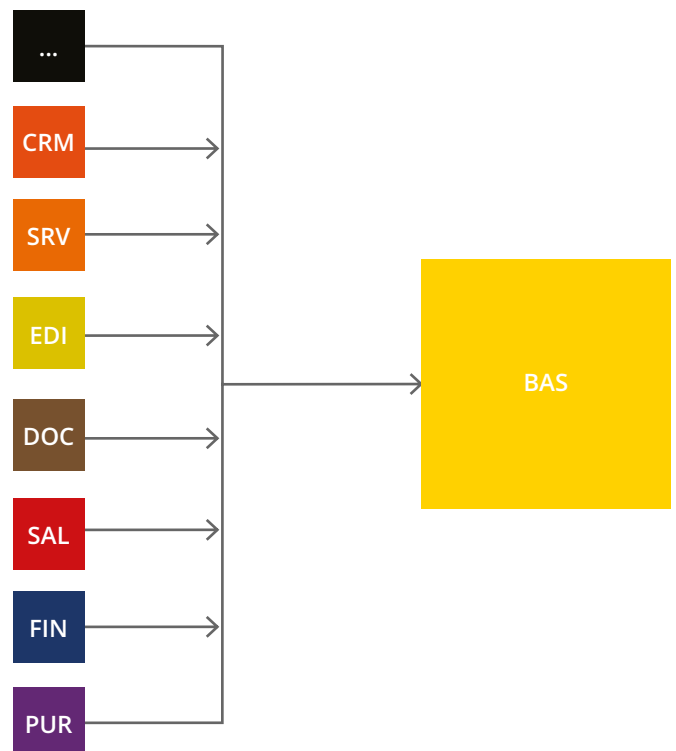 ...
CRM
SRV
EDI
DOC
SAL
FIN
PUR
BAS